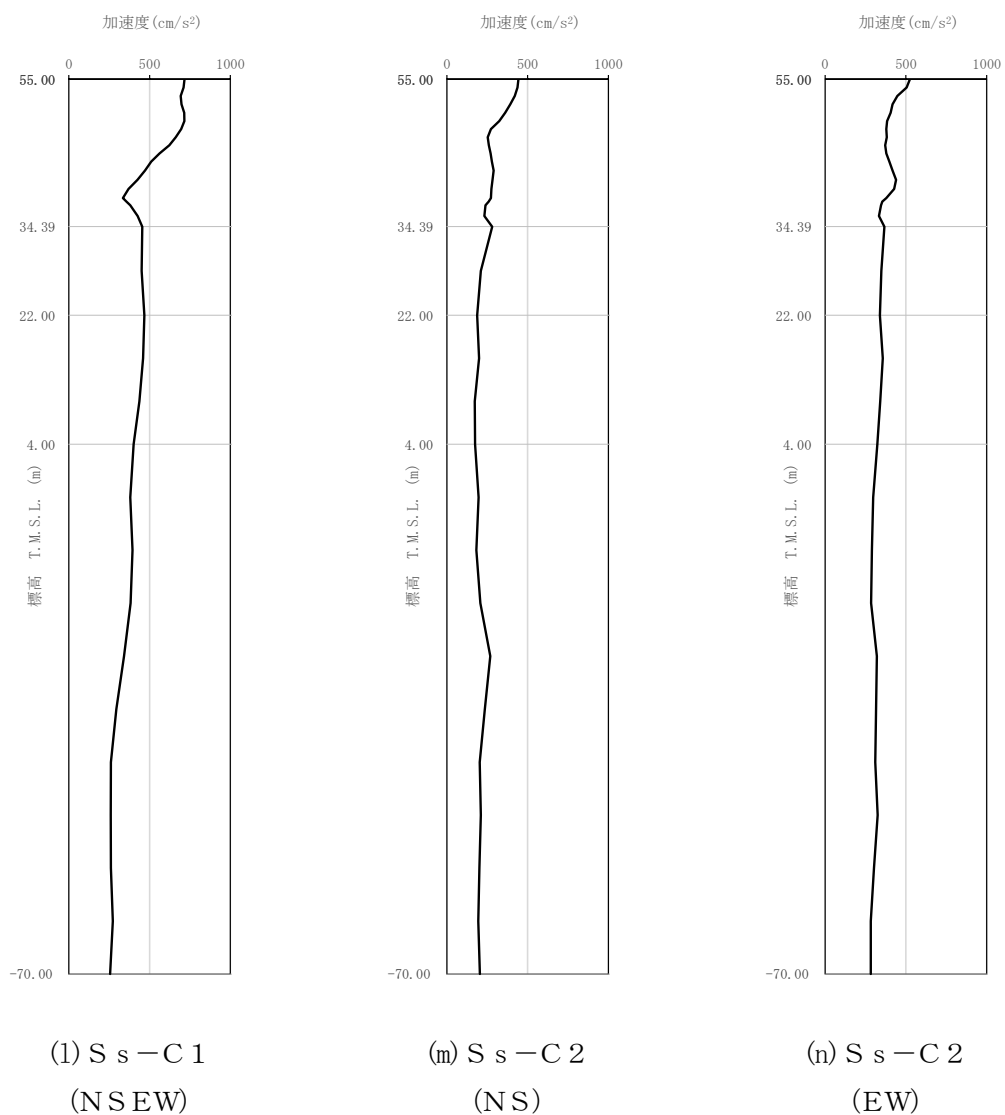 加速度(cm/s²)
0 500 1000
55.00
34.39
22.00
4.00
標高 T.M.S.L. (m)
-70.00
(l) Ｓｓ－Ｃ１
(ＮＳＥＷ)
加速度(cm/s²)
0 500 1000
55.00
34.39
22.00
4.00
標高 T.M.S.L. (m)
-70.00
(m) Ｓｓ－Ｃ２
(ＮＳ)
加速度(cm/s²)
0 500 1000
55.00
34.39
22.00
4.00
標高 T.M.S.L. (m)
-70.00
(n) Ｓｓ－Ｃ２
(ＥＷ)